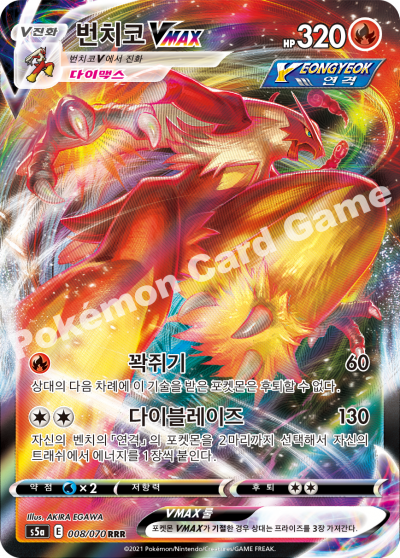 V진화
번치코 VMAX
HP 320
번치코V에서 진화
다이맥스
YEONGYEOK
연격
Pokémon Card Game
꽉쥐기 60
상대의 다음 차례에 이 기술을 받은 포켓몬은 후퇴할 수 없다.
다이블레이즈 130
자신의 벤치의 「연격」의 포켓몬을 2마리까지 선택해서 자신의
트래쉬에서 에너지를 1장씩 붙인다.
약점 ×2 저항력 후퇴
Illus. AKIRA EGAWA
s5a E 008/070 RRR
VMAX 룰
포켓몬VMAX가 기절한 경우 상대는 프라이즈를 3장 가져간다.
©2021 Pokémon/Nintendo/Creatures/GAME FREAK.